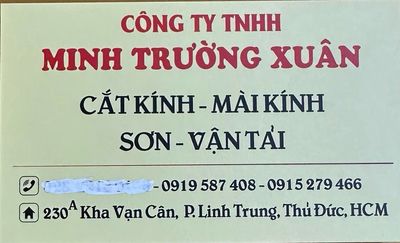 CÔNG TY TNHH
MINH TRƯỜNG XUÂN
CẮT KÍNH - MÀI KÍNH
SƠN - VẬN TẢI
- 0919 587 408 - 0915 279 466
230A Kha Vạn Cân, P. Linh Trung, Thủ Đức, HCM